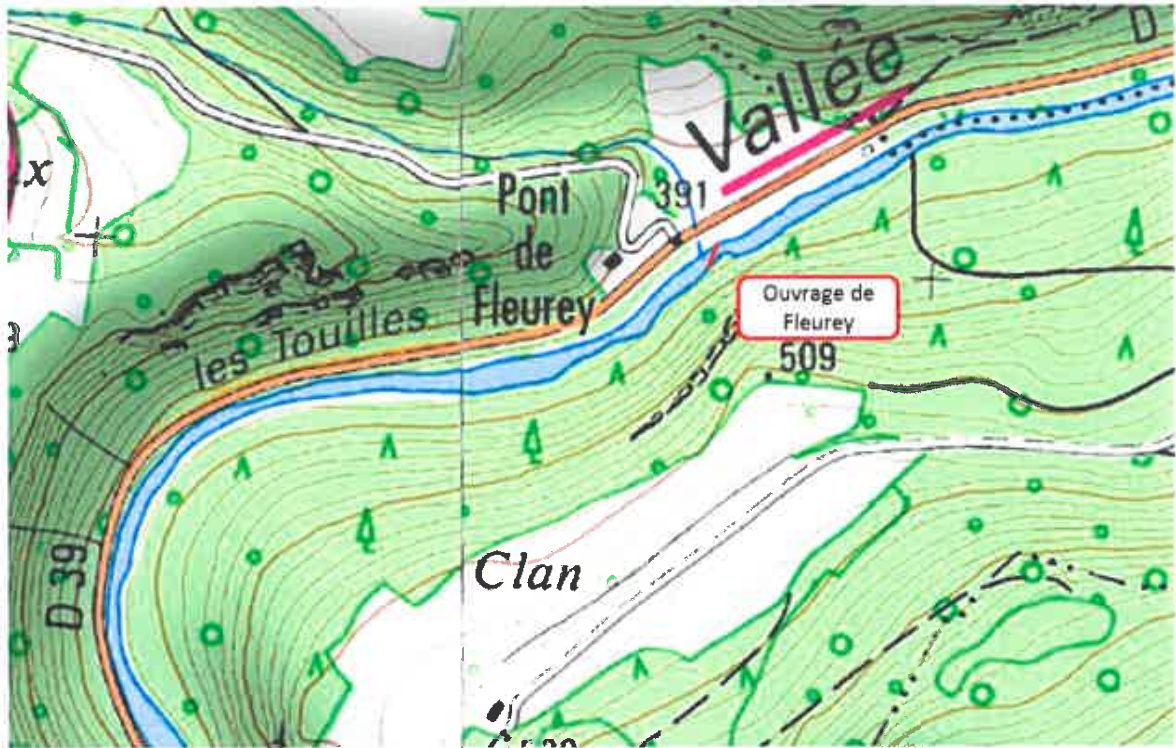 D
Vallée
x
Pont
de
Fleurey
391
les Touilles
Ouvrage de
Fleurey
509
D 39
Clan